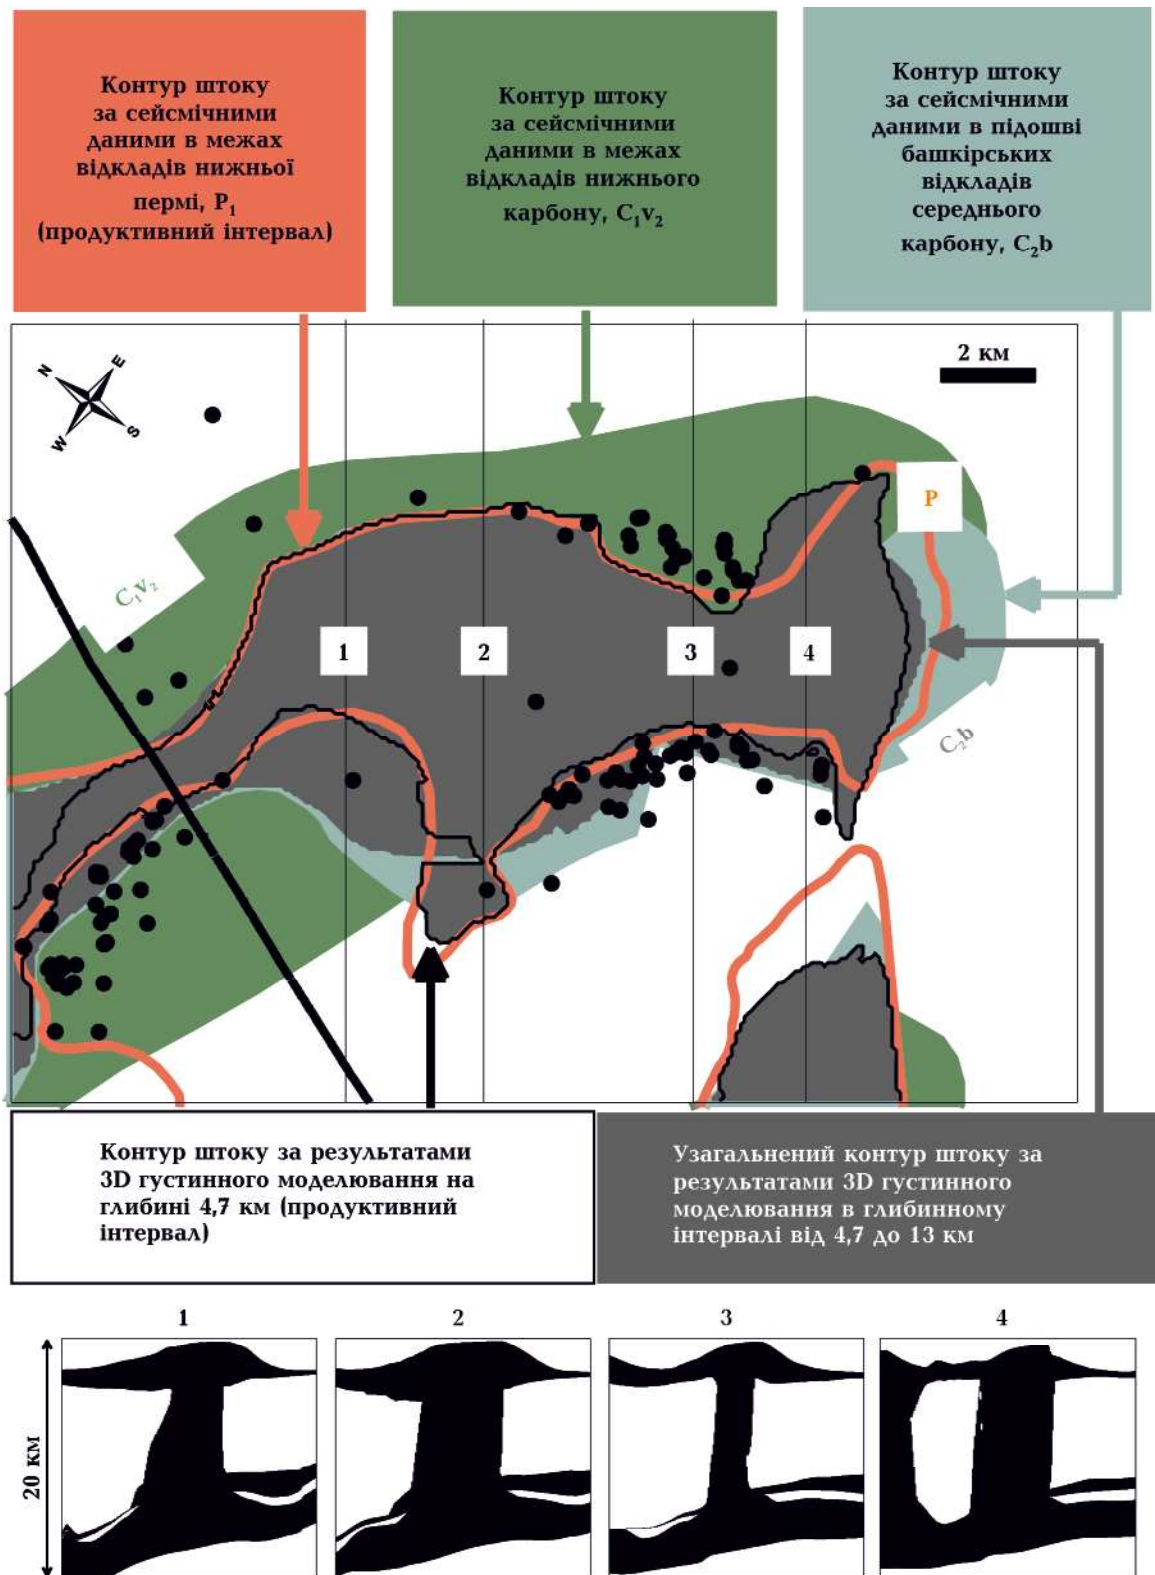 Контур штоку
за сейсмічними
даними в межах
відкладів нижньої
пермі, P₁
(продуктивний інтервал)
Контур штоку
за сейсмічними
даними в межах
відкладів нижнього
карбону, C₁v₂
Контур штоку
за сейсмічними
даними в підошві
башкірських
відкладів
середнього
карбону, C₂b
N
E
W
S
2 км
P
C₁v₂
1
2
3
4
C₂b
Контур штоку за результатами
3D густинного моделювання на
глибині 4,7 км (продуктивний
інтервал)
Узагальнений контур штоку за
результатами 3D густинного
моделювання в глибинному
інтервалі від 4,7 до 13 км
1
2
3
4
20 км